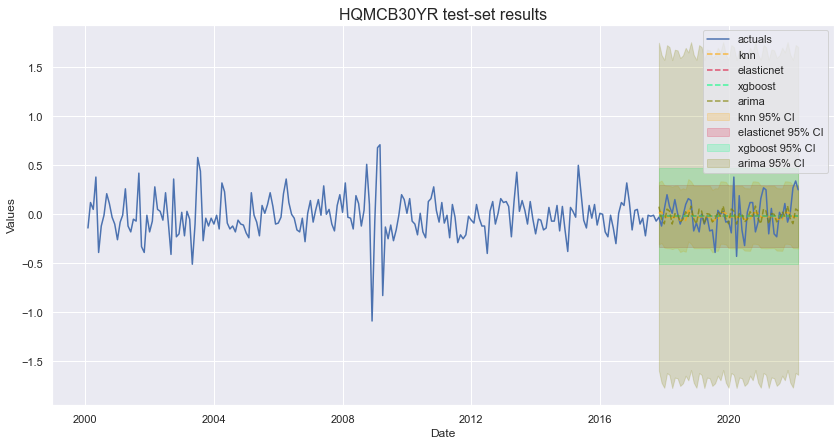 HQMCB30YR test-set results
actuals
knn
elasticnet
xgboost
arima
knn 95% CI
elasticnet 95% CI
xgboost 95% CI
arima 95% CI
1.5
1.0
0.5
0.0
−0.5
−1.0
−1.5
Values
2000
2004
2008
2012
2016
2020
Date